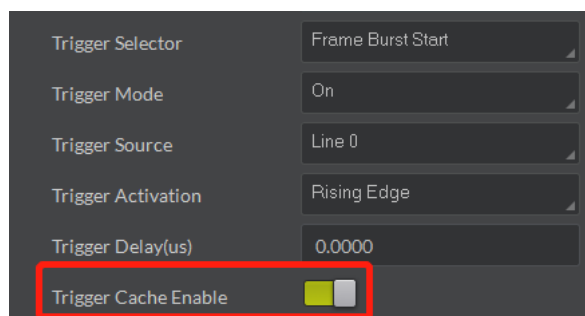 Trigger Selector Frame Burst Start
Trigger Mode On
Trigger Source Line 0
Trigger Activation Rising Edge
Trigger Delay(us) 0.0000
Trigger Cache Enable